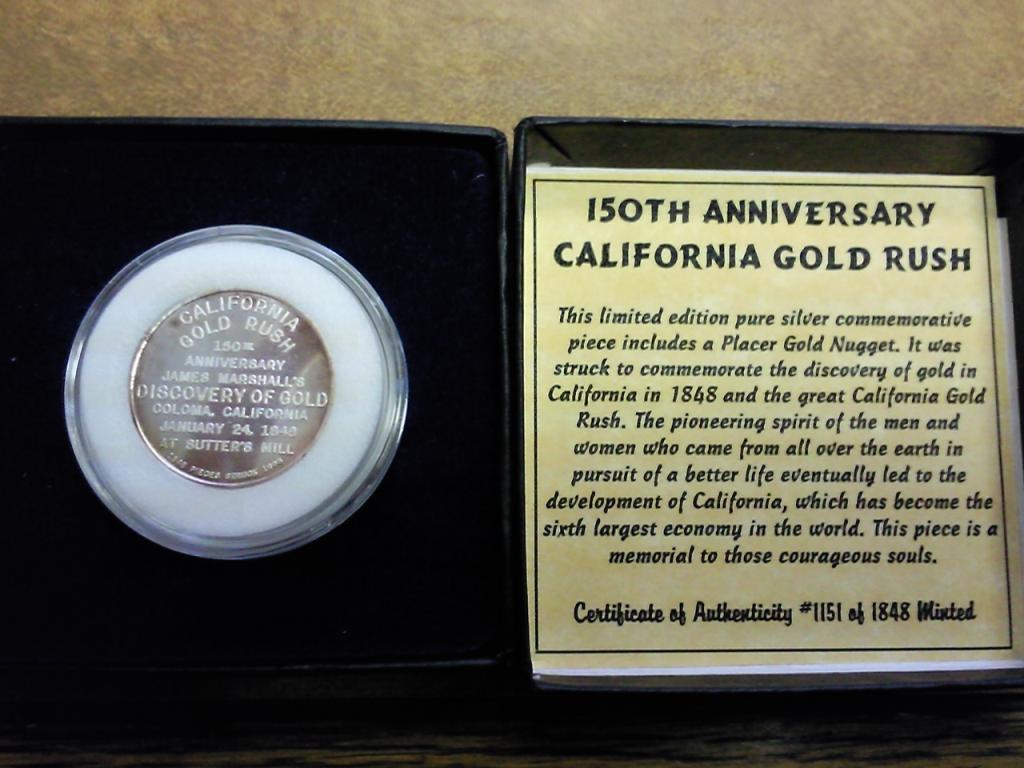 CALIFORNIA
GOLD RUSH
150TH
ANNIVERSARY
JAMES MARSHALL'S
DISCOVERY OF GOLD
COLOMA, CALIFORNIA
JANUARY 24, 1848
AT SUTTER'S MILL
150TH ANNIVERSARY
CALIFORNIA GOLD RUSH
This limited edition pure silver commemorative
piece includes a Placer Gold Nugget. It was
struck to commemorate the discovery of gold in
California in 1848 and the great California Gold
Rush. The pioneering spirit of the men and
women who came from all over the earth in
pursuit of a better life eventually led to the
development of California, which has become the
sixth largest economy in the world. This piece is a
memorial to those courageous souls.
Certificate of Authenticity #1151 of 1848 Minted